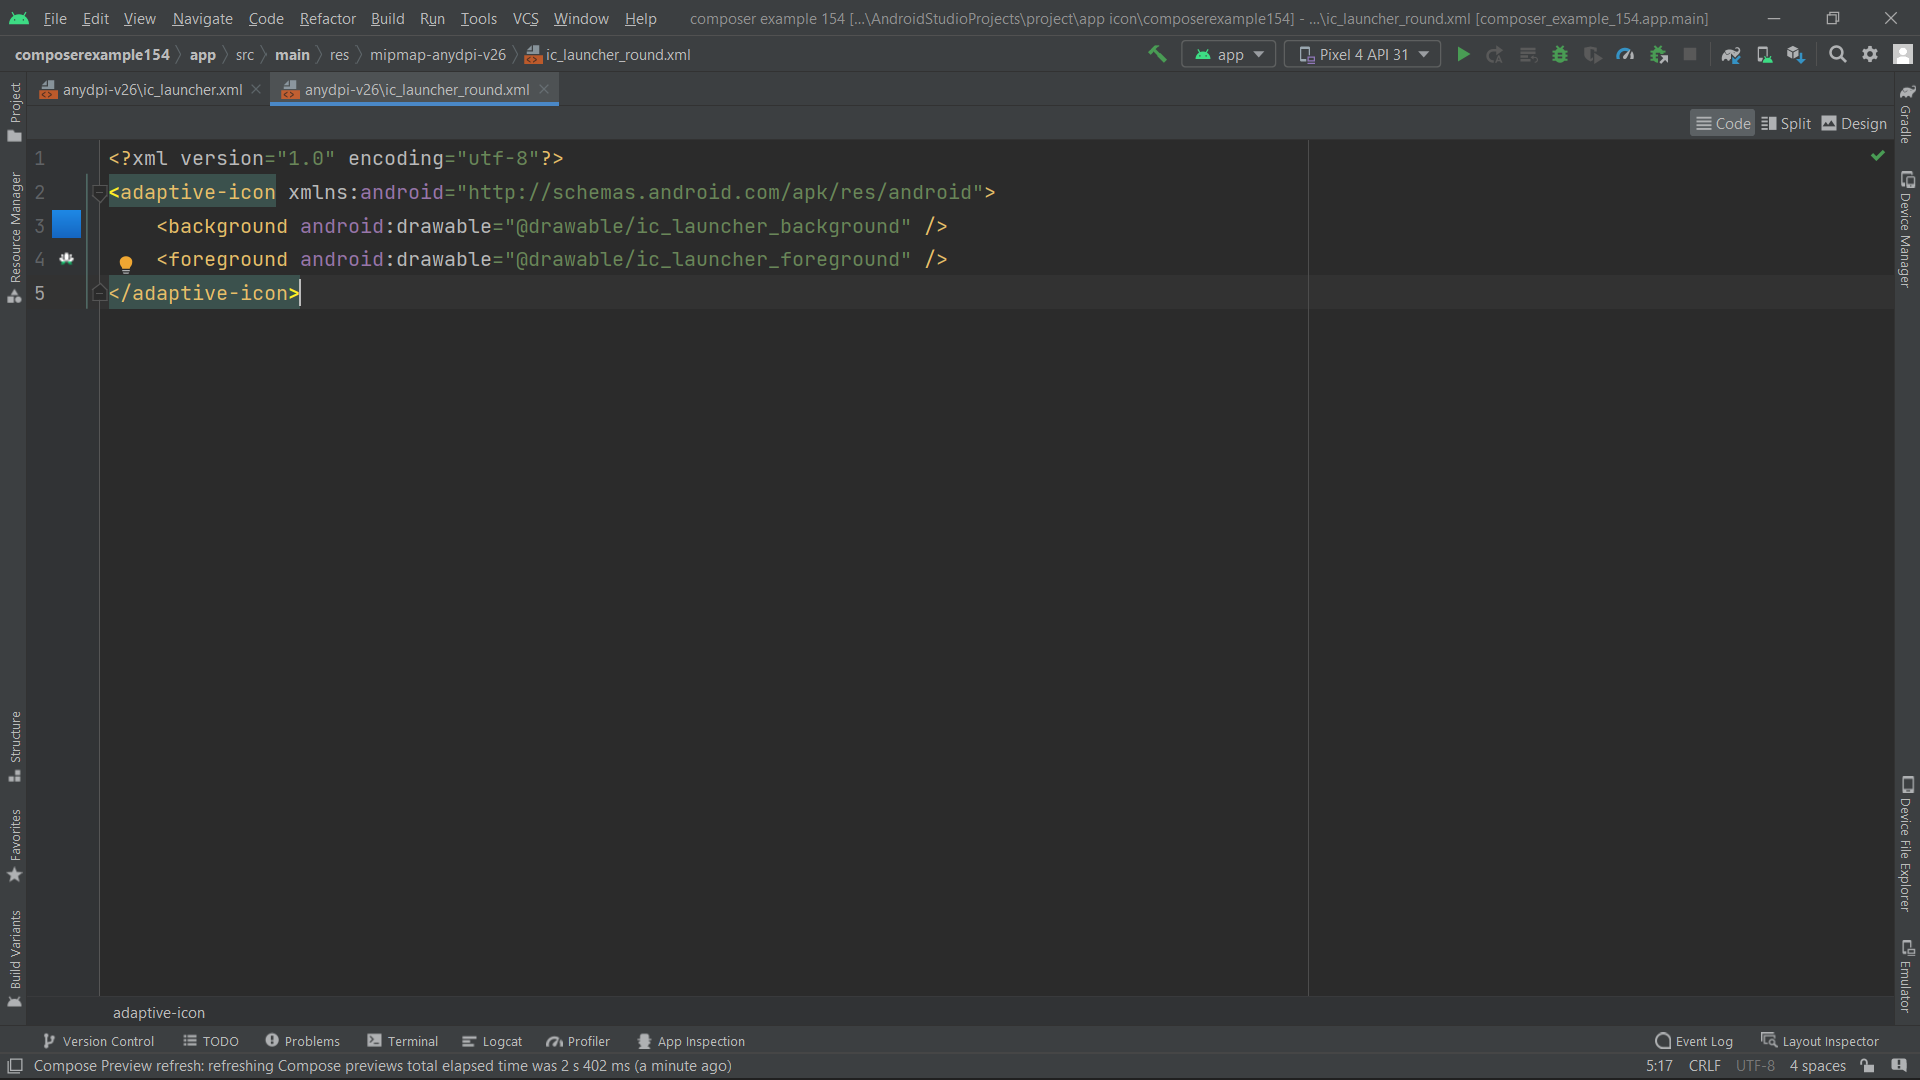 File Edit View Navigate Code Refactor Build Run Tools VCS Window Help composer example 154 [...\AndroidStudioProjects\project\app icon\composerexample154] - ...\ic_launcher_round.xml [composer_example_154.app.main]
composerexample154 app src main res mipmap-anydpi-v26 ic_launcher_round.xml app Pixel 4 API 31
anydpi-v26\ic_launcher.xml anydpi-v26\ic_launcher_round.xml
Code Split Design
1 <?xml version="1.0" encoding="utf-8"?>
2 <adaptive-icon xmlns:android="http://schemas.android.com/apk/res/android">
3 <background android:drawable="@drawable/ic_launcher_background" />
4 <foreground android:drawable="@drawable/ic_launcher_foreground" />
5 </adaptive-icon>
Project
Resource Manager
Structure
Favorites
Build Variants
Gradle
Device Manager
Device File Explorer
Emulator
adaptive-icon
Version Control TODO Problems Terminal Logcat Profiler App Inspection Event Log Layout Inspector
Compose Preview refresh: refreshing Compose previews total elapsed time was 2 s 402 ms (a minute ago) 5:17 CRLF UTF-8 4 spaces